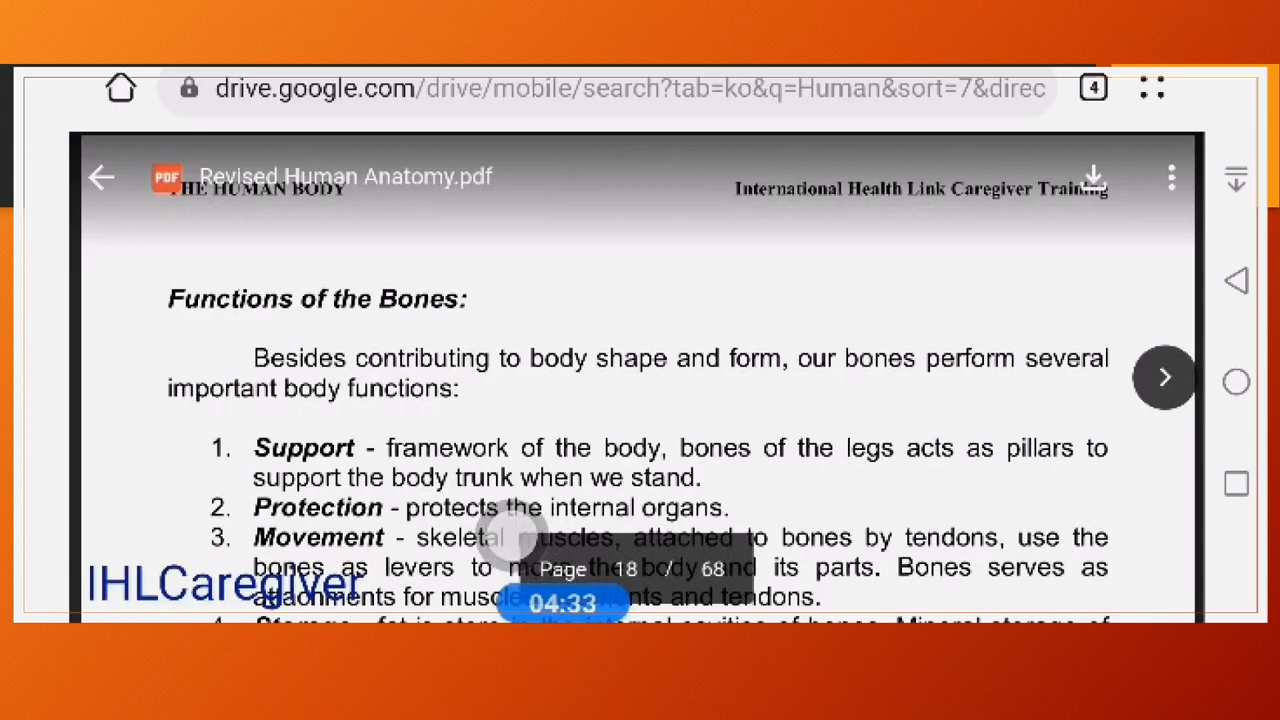 drive.google.com/drive/mobile/search?tab=ko&q=Human&sort=7&direc
4
PDF Revised Human Anatomy.pdf
THE HUMAN BODY
International Health Link Caregiver Training
Functions of the Bones:
Besides contributing to body shape and form, our bones perform several
important body functions:
1. Support - framework of the body, bones of the legs acts as pillars to
support the body trunk when we stand.
2. Protection - protects the internal organs.
3. Movement - skeletal muscles, attached to bones by tendons, use the
bones as levers to move the body and its parts. Bones serves as
attachments for muscles and tendons.
Page 18 / 68
IHLCaregiver
04:33